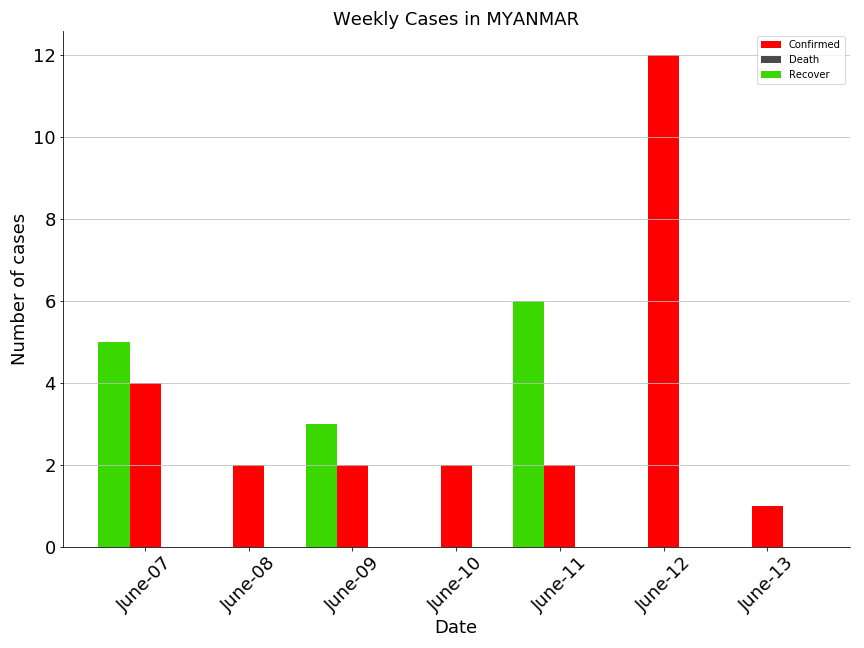 Weekly Cases in MYANMAR
Confirmed
Death
Recover
Number of cases
12
10
8
6
4
2
0
June-07
June-08
June-09
June-10
June-11
June-12
June-13
Date